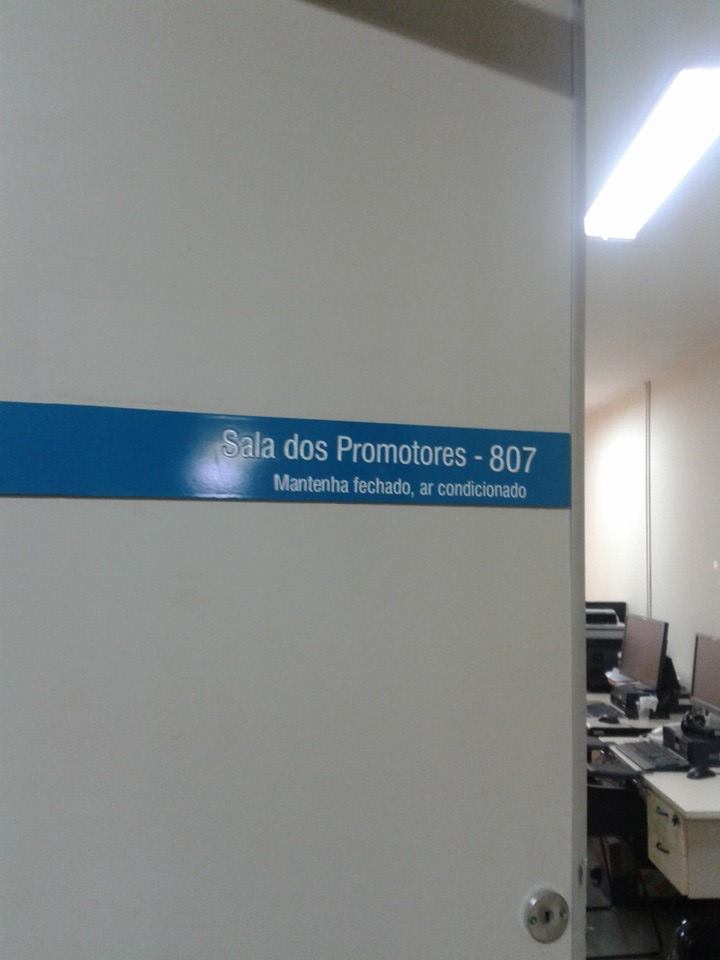 Sala dos Promotores - 807
Mantenha fechado, ar condicionado